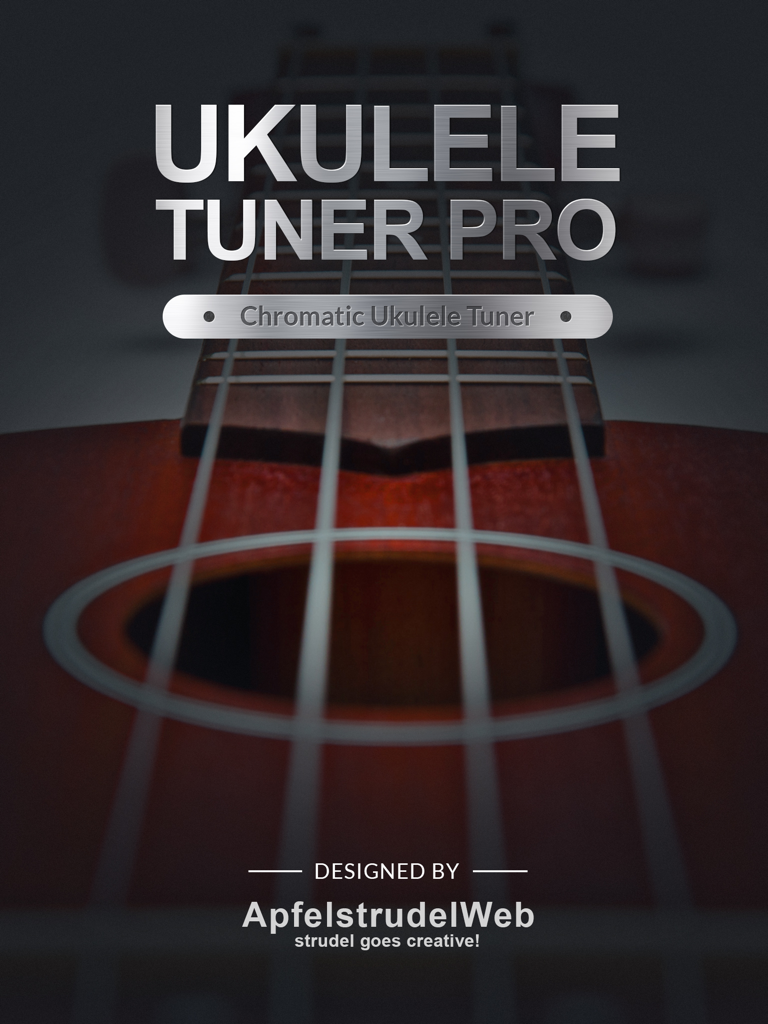 UKULELE
TUNER PRO
Chromatic Ukulele Tuner
DESIGNED BY
ApfelstrudelWeb
strudel goes creative!